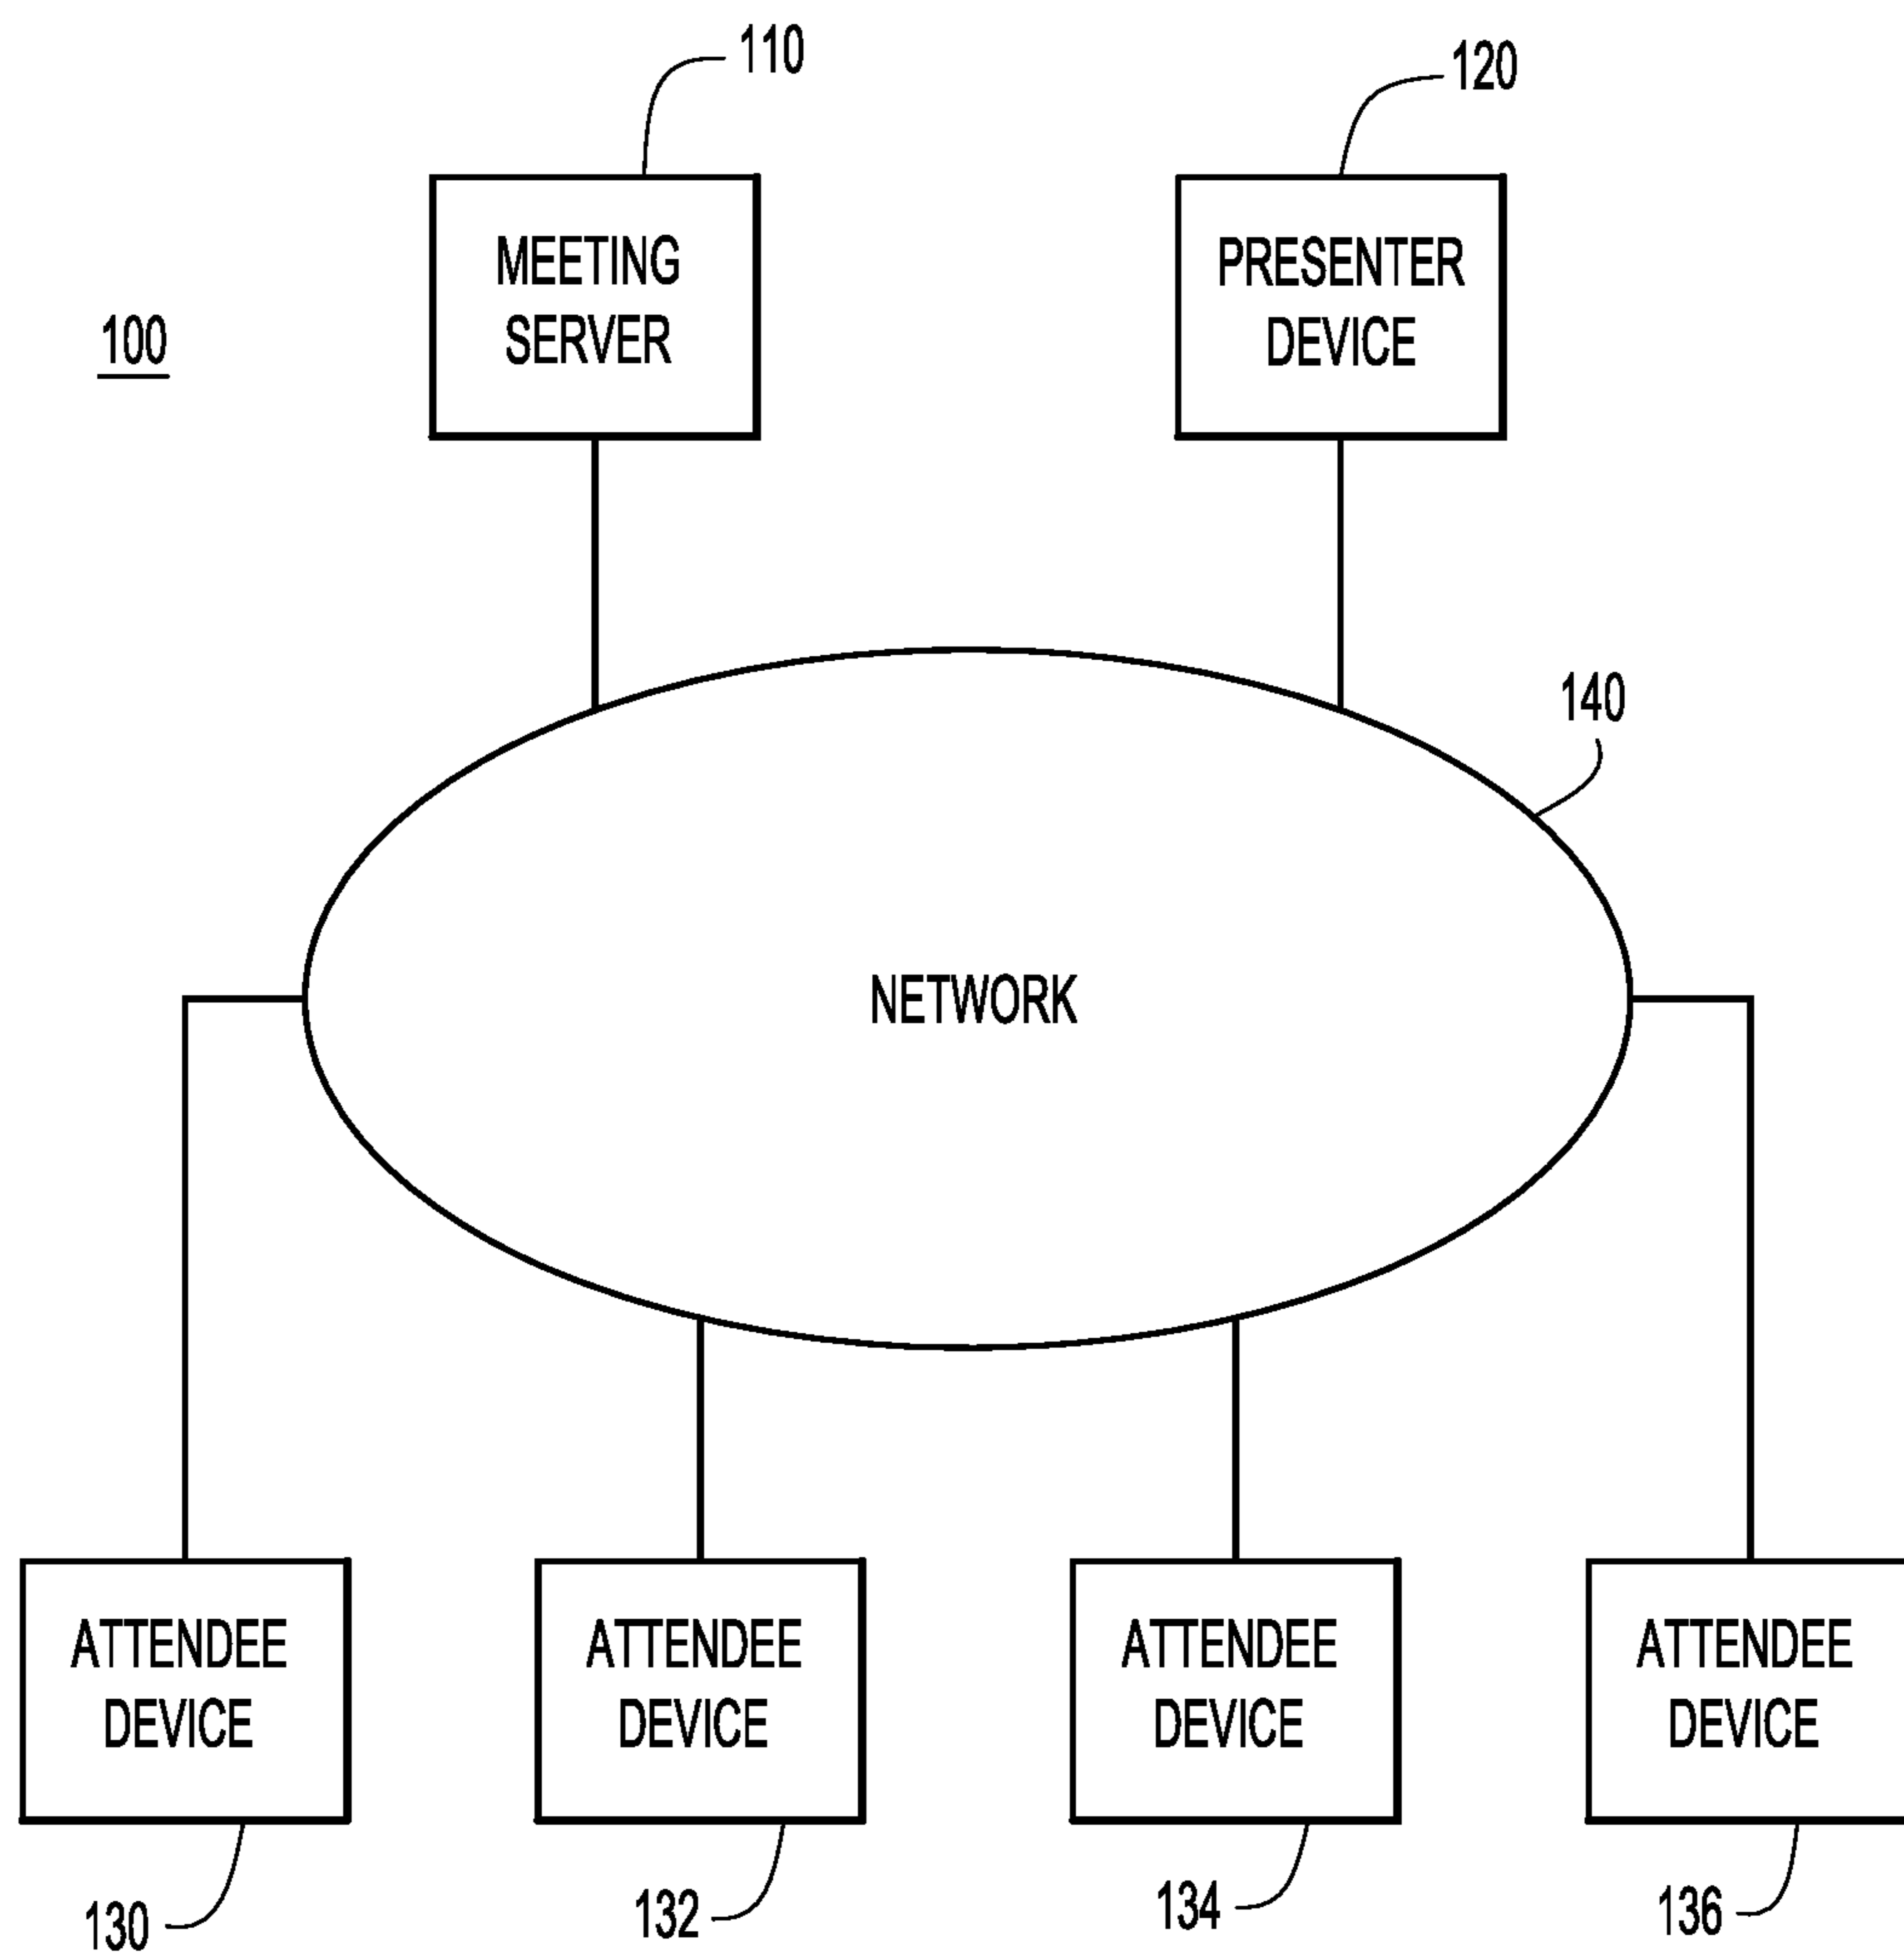 110
120
100
MEETING
SERVER
PRESENTER
DEVICE
140
NETWORK
ATTENDEE
DEVICE
ATTENDEE
DEVICE
ATTENDEE
DEVICE
ATTENDEE
DEVICE
130
132
134
136